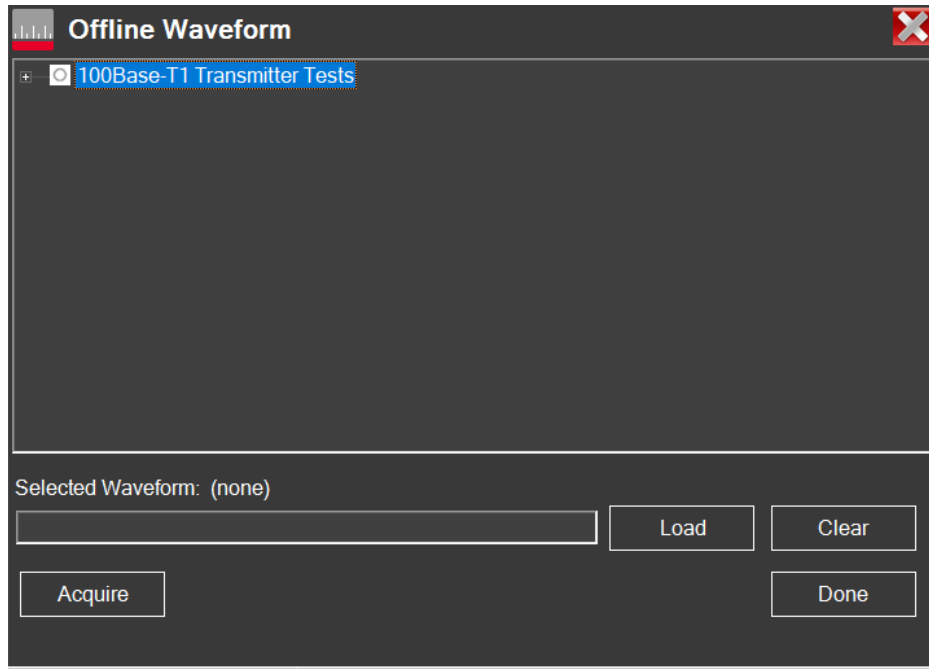 Offline Waveform
100Base-T1 Transmitter Tests
Selected Waveform: (none)
Load
Clear
Acquire
Done